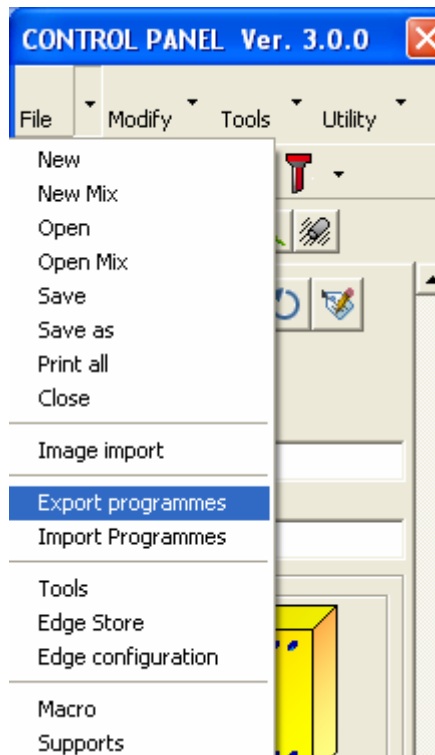 CONTROL PANEL Ver. 3.0.0
File Modify Tools Utility
New
New Mix
Open
Open Mix
Save
Save as
Print all
Close
Image import
Export programmes
Import Programmes
Tools
Edge Store
Edge configuration
Macro
Supports